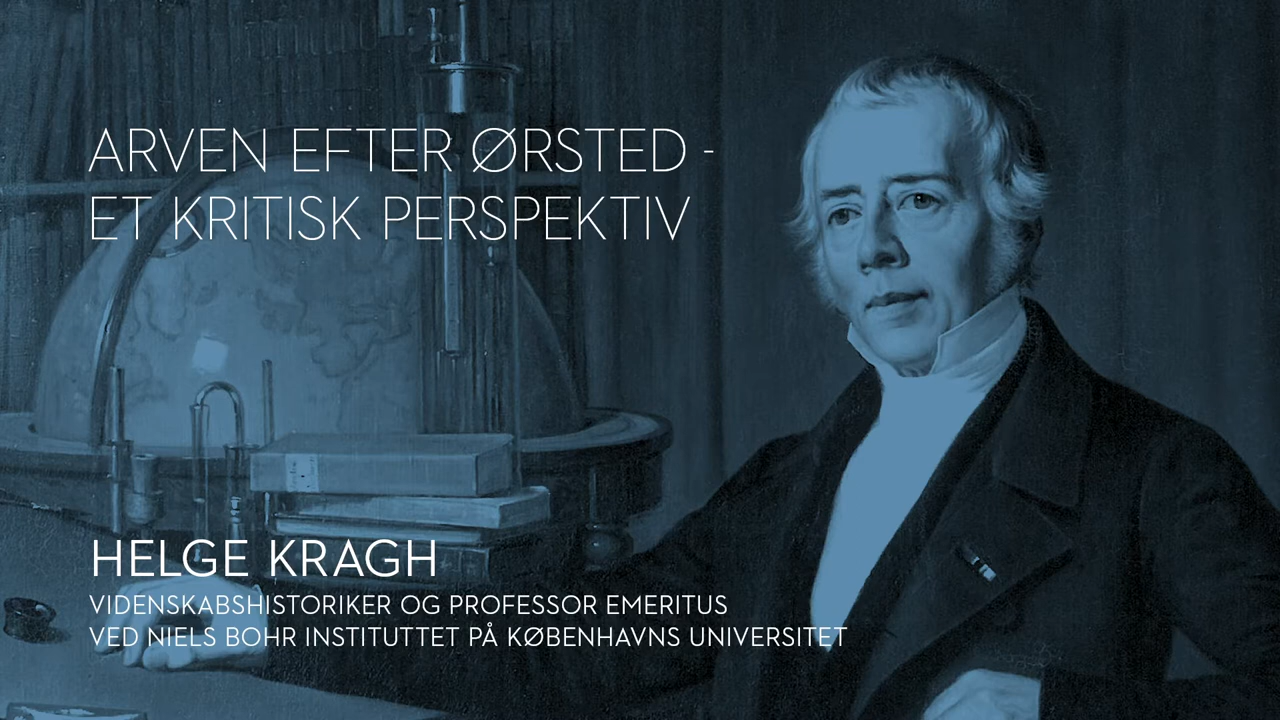 ARVEN EFTER ØRSTED -
ET KRITISK PERSPEKTIV
HELGE KRAGH
VIDENSKABSHISTORIKER OG PROFESSOR EMERITUS
VED NIELS BOHR INSTITUTTET PÅ KØBENHAVNS UNIVERSITET